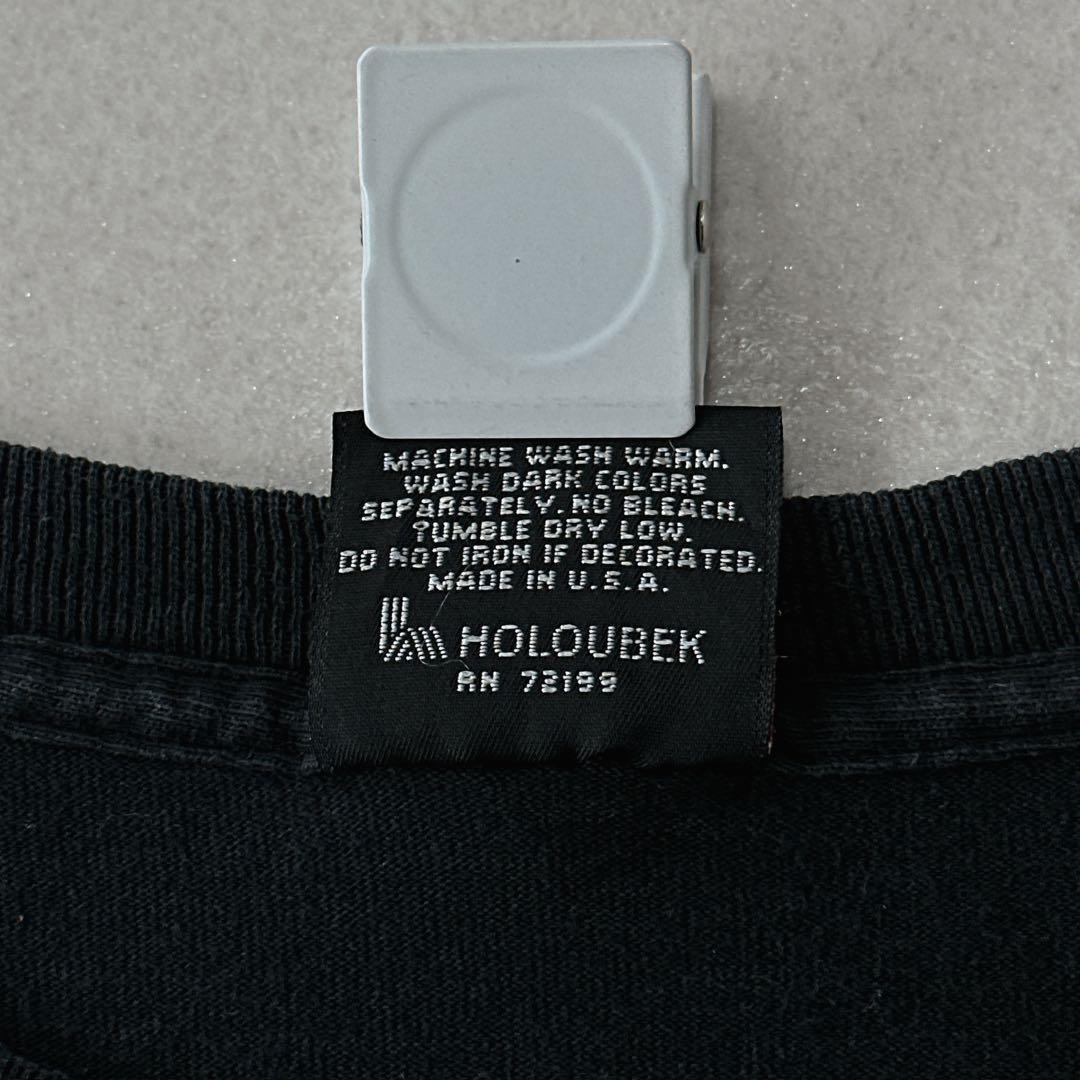 MACHINE WASH WARM.
WASH DARK COLORS
SEPARATELY. NO BLEACH.
TUMBLE DRY LOW.
DO NOT IRON IF DECORATED.
MADE IN U.S.A.
HOLOUBEK
RN 73199